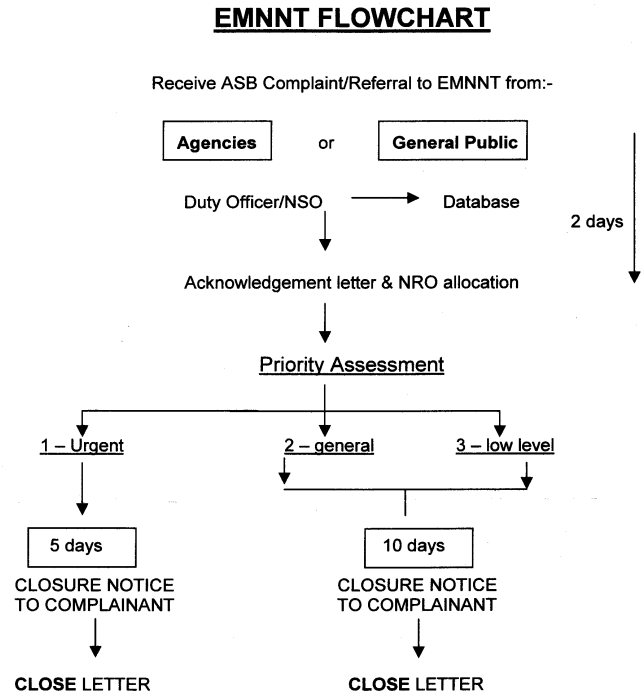 EMNNT FLOWCHART
Receive ASB Complaint/Referral to EMNNT from:-
Agencies or General Public
Duty Officer/NSO Database
2 days
Acknowledgement letter & NRO allocation
Priority Assessment
1 – Urgent 2 – general 3 – low level
5 days 10 days
CLOSURE NOTICE CLOSURE NOTICE
TO COMPLAINANT TO COMPLAINANT
CLOSE LETTER CLOSE LETTER